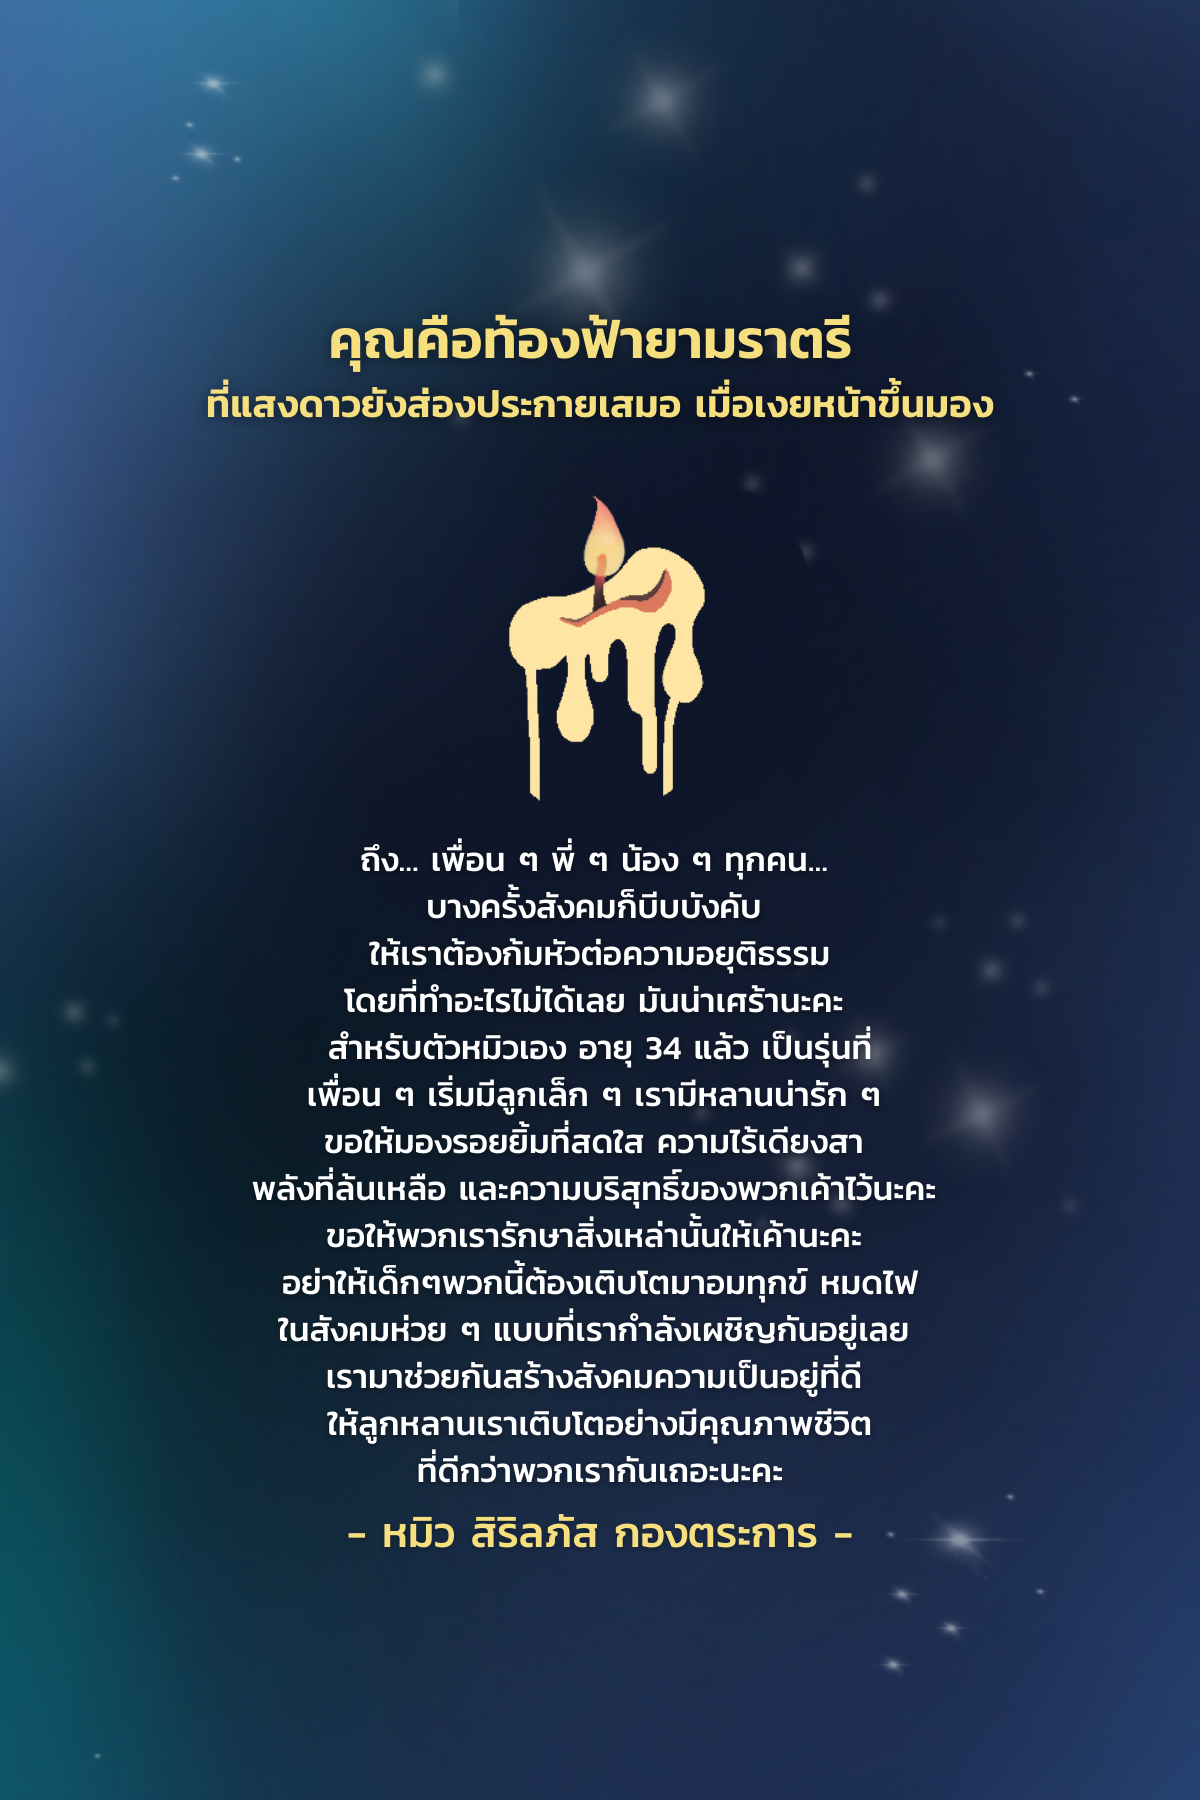 คุณคือท้องฟ้ายามราตรี
ที่แสงดาวยังส่องประกายเสมอ เมื่อเงยหน้าขึ้นมอง
ถึง... เพื่อน ๆ พี่ ๆ น้อง ๆ ทุกคน...
บางครั้งสังคมก็บีบบังคับ
ให้เราต้องก้มหัวต่อความอยุติธรรม
โดยที่ทำอะไรไม่ได้เลย มันน่าเศร้านะคะ
สำหรับตัวหมิวเอง อายุ 34 แล้ว เป็นรุ่นที่
เพื่อน ๆ เริ่มมีลูกเล็ก ๆ เรามีหลานน่ารัก ๆ
ขอให้มองรอยยิ้มที่สดใส ความไร้เดียงสา
พลังที่ล้นเหลือ และความบริสุทธิ์ของพวกเค้าไว้นะคะ
ขอให้พวกเรารักษาสิ่งเหล่านั้นให้เค้านะคะ
อย่าให้เด็กๆพวกนี้ต้องเติบโตมาอมทุกข์ หมดไฟ
ในสังคมห่วย ๆ แบบที่เรากำลังเผชิญกันอยู่เลย
เรามาช่วยกันสร้างสังคมความเป็นอยู่ที่ดี
ให้ลูกหลานเราเติบโตอย่างมีคุณภาพชีวิต
ที่ดีกว่าพวกเรากันเถอะนะคะ
- หมิว สิริลภัส กองตระการ -